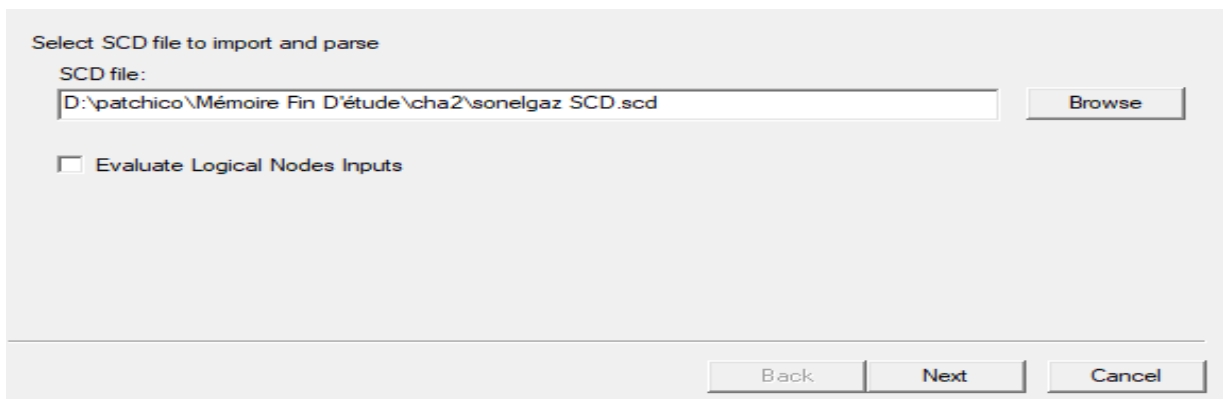 Select SCD file to import and parse
SCD file:
D:\patchico\Mémoire Fin D'étude\cha2\sonelgaz SCD.scd
Browse
Evaluate Logical Nodes Inputs
Back
Next
Cancel